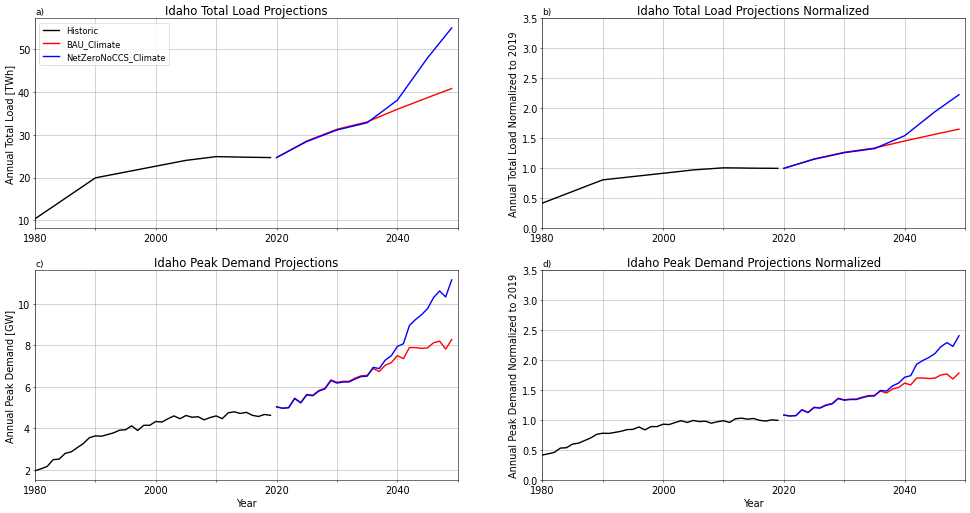 a)
Idaho Total Load Projections
Historic
BAU_Climate
NetZeroNoCCS_Climate
Annual Total Load [TWh]
50
40
30
20
10
1980
2000
2020
2040
b)
Idaho Total Load Projections Normalized
Annual Total Load Normalized to 2019
3.5
3.0
2.5
2.0
1.5
1.0
0.5
0.0
1980
2000
2020
2040
c)
Idaho Peak Demand Projections
Annual Peak Demand [GW]
10
8
6
4
2
1980
2000
2020
2040
Year
d)
Idaho Peak Demand Projections Normalized
Annual Peak Demand Normalized to 2019
3.5
3.0
2.5
2.0
1.5
1.0
0.5
0.0
1980
2000
2020
2040
Year